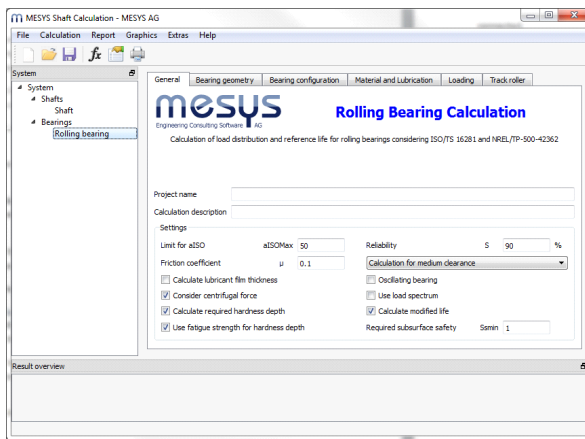 MESYS Shaft Calculation - MESYS AG
File Calculation Report Graphics Extras Help
fx
System
System
Shafts
Shaft
Bearings
Rolling bearing
General Bearing geometry Bearing configuration Material and Lubrication Loading Track roller
mesys
Engineering Consulting Software AG
Rolling Bearing Calculation
Calculation of load distribution and reference life for rolling bearings considering ISO/TS 16281 and NREL/TP-500-42362
Project name
Calculation description
Settings
Limit for aISO aISOMax 50 Reliability S 90 %
Friction coefficient μ 0.1 Calculation for medium clearance
Calculate lubricant film thickness Oscillating bearing
Consider centrifugal force Use load spectrum
Calculate required hardness depth Calculate modified life
Use fatigue strength for hardness depth Required subsurface safety Ssmin 1
Result overview